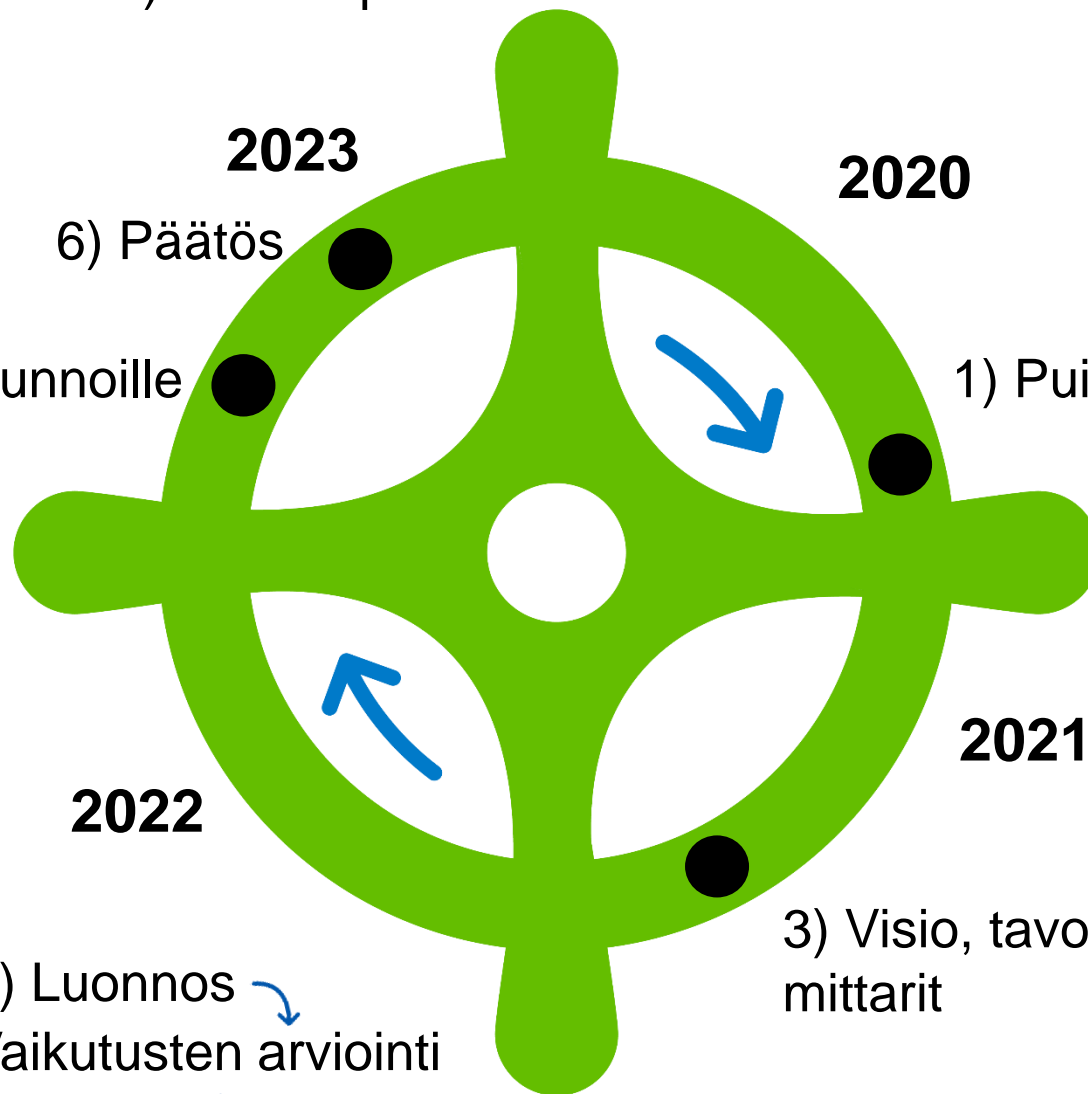 2023
2020
6) Päätös
unnoille
1) Pui
2021
2022
3) Visio, tavo
mittarit
) Luonnos
Vaikutusten arviointi